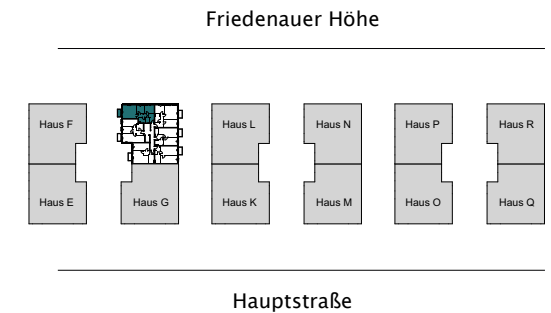 Friedenauer Höhe
Haus F
Haus L
Haus N
Haus P
Haus R
Haus E
Haus G
Haus K
Haus M
Haus O
Haus Q
Hauptstraße